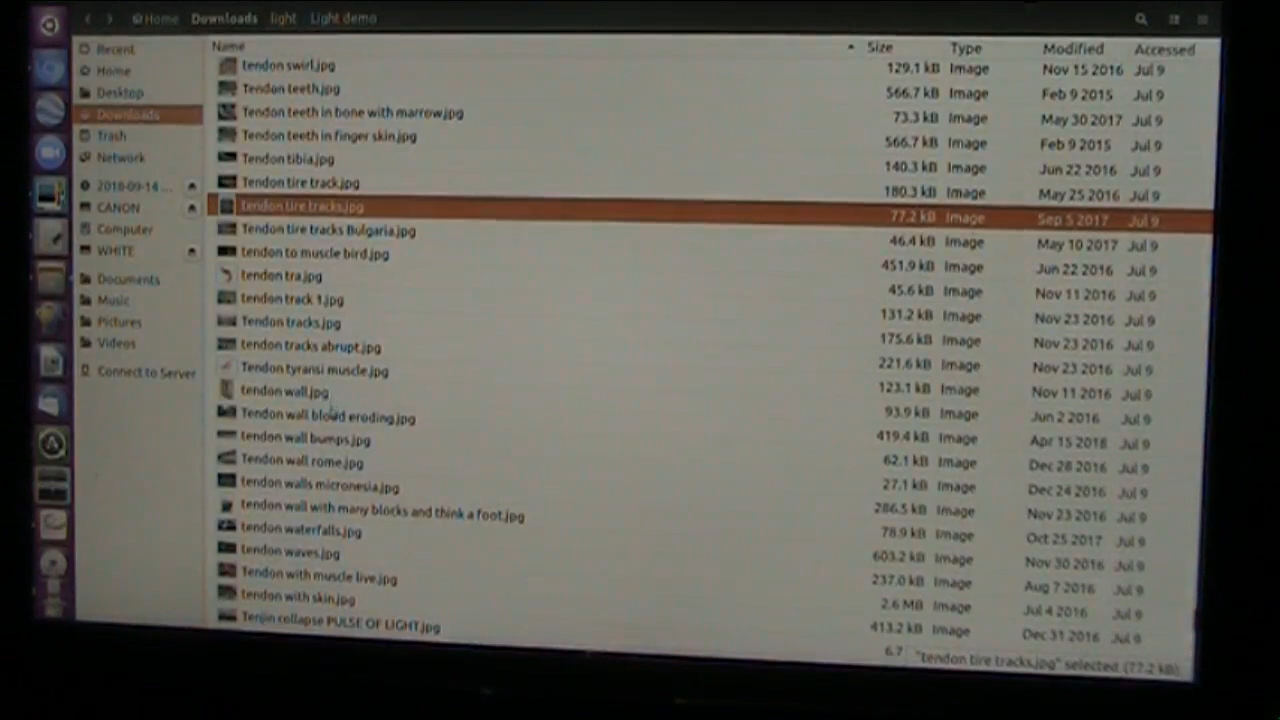 Home Downloads light Light demo
Name Size Type Modified Accessed
Recent
Home
Desktop
Downloads
Trash
Network
2018-09-14 ...
CANON
Computer
WHITE
Documents
Music
Pictures
Videos
Connect to Server
tendon swirl.jpg 129.1 kB Image Nov 15 2016 Jul 9
Tendon teeth.jpg 566.7 kB Image Feb 9 2015 Jul 9
Tendon teeth in bone with marrow.jpg 73.3 kB Image May 30 2017 Jul 9
Tendon teeth in finger skin.jpg 566.7 kB Image Feb 9 2015 Jul 9
Tendon tibia.jpg 140.3 kB Image Jun 22 2016 Jul 9
Tendon tire track.jpg 180.3 kB Image May 25 2016 Jul 9
tendon tire tracks.jpg 77.2 kB Image Sep 5 2017 Jul 9
Tendon tire tracks Bulgaria.jpg 46.4 kB Image May 10 2017 Jul 9
tendon to muscle bird.jpg 451.9 kB Image Jun 22 2016 Jul 9
tendon tra.jpg 45.6 kB Image Nov 11 2016 Jul 9
tendon track 1.jpg 131.2 kB Image Nov 23 2016 Jul 9
Tendon tracks.jpg 175.6 kB Image Nov 23 2016 Jul 9
tendon tracks abrupt.jpg 221.6 kB Image Nov 23 2016 Jul 9
Tendon tyransi muscle.jpg 123.1 kB Image Nov 11 2016 Jul 9
tendon wall.jpg 93.9 kB Image Jun 2 2016 Jul 9
Tendon wall blood eroding.jpg 419.4 kB Image Apr 15 2018 Jul 9
tendon wall bumps.jpg 62.1 kB Image Dec 28 2016 Jul 9
Tendon wall rome.jpg 27.1 kB Image Dec 24 2016 Jul 9
tendon walls micronesia.jpg 286.5 kB Image Nov 23 2016 Jul 9
tendon wall with many blocks and think a foot.jpg 78.9 kB Image Oct 25 2017 Jul 9
tendon waterfalls.jpg 603.2 kB Image Nov 30 2016 Jul 9
tendon waves.jpg 237.0 kB Image Aug 7 2016 Jul 9
Tendon with muscle live.jpg 2.6 MB Image Jul 4 2016 Jul 9
tendon with skin.jpg 413.2 kB Image Dec 31 2016 Jul 9
Tenjin collapse PULSE OF LIGHT.jpg 6.7
"tendon tire tracks.jpg" selected (77.2 kB)